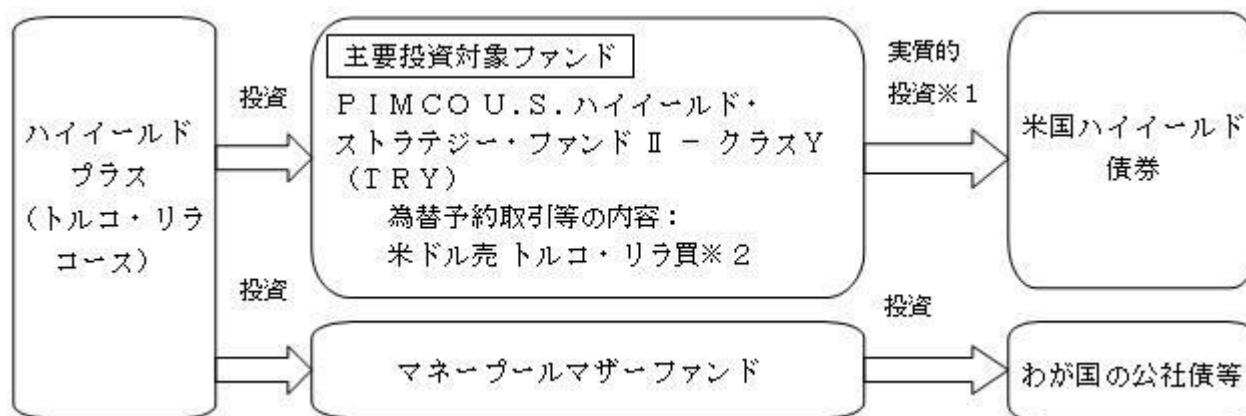 ハイイールド
プラス
（トルコ・リラ
コース）
投資
主要投資対象ファンド
ＰＩＭＣＯ Ｕ.Ｓ.ハイイールド・
ストラテジー・ファンド Ⅱ － クラスＹ
（ＴＲＹ）
為替予約取引等の内容：
米ドル売 トルコ・リラ買※２
実質的
投資※１
米国ハイイールド
債券
投資
マネープールマザーファンド
投資
わが国の公社債等